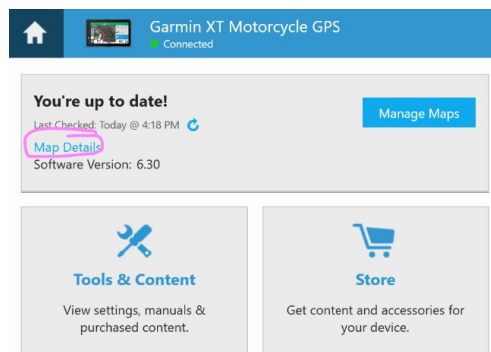 Garmin XT Motorcycle GPS
Connected
You're up to date!
Last Checked: Today @ 4:18 PM
Manage Maps
Map Details
Software Version: 6.30
Tools & Content
Store
View settings, manuals &
purchased content.
Get content and accessories for
your device.